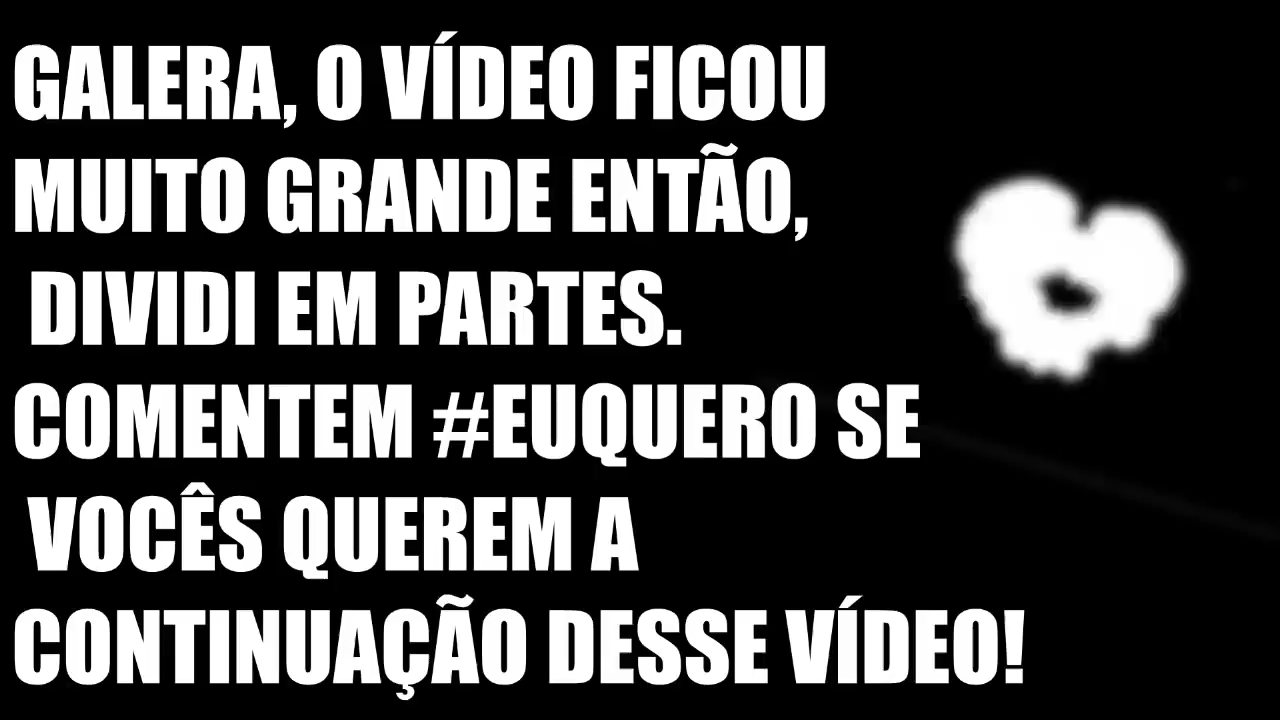 GALERA, O VÍDEO FICOU
MUITO GRANDE ENTÃO,
DIVIDI EM PARTES.
COMENTEM #EUQUERO SE
VOCÊS QUEREM A
CONTINUAÇÃO DESSE VÍDEO!